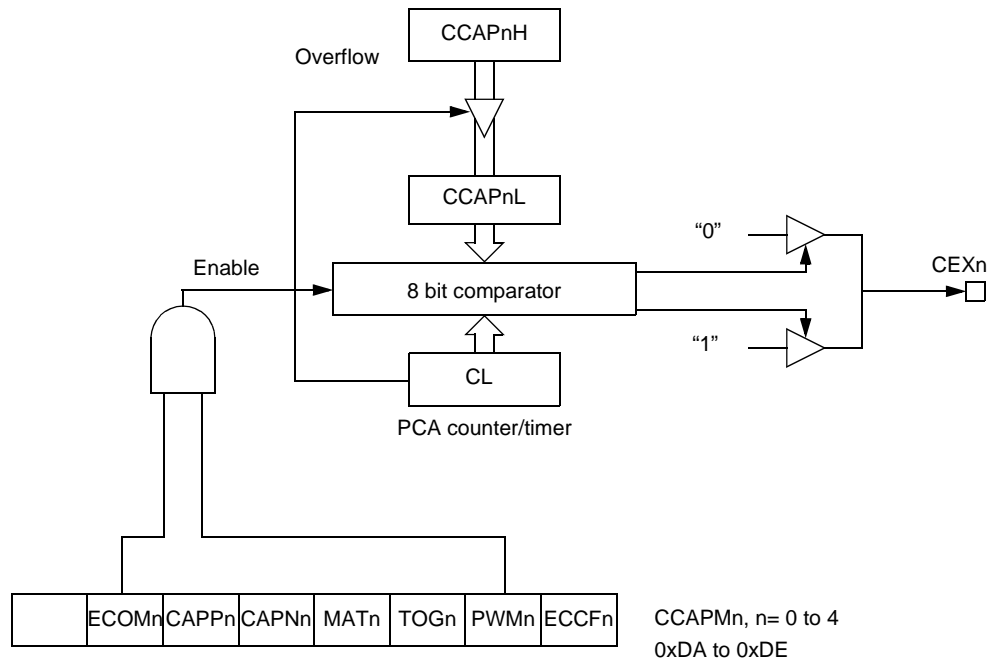 CCAPnH
Overflow
CCAPnL
“0”
Enable
CEXn
8 bit comparator
“1”
CL
PCA counter/timer
ECOMn CAPPn CAPNn MATn TOGn PWMn ECCFn
CCAPMn, n= 0 to 4
0xDA to 0xDE